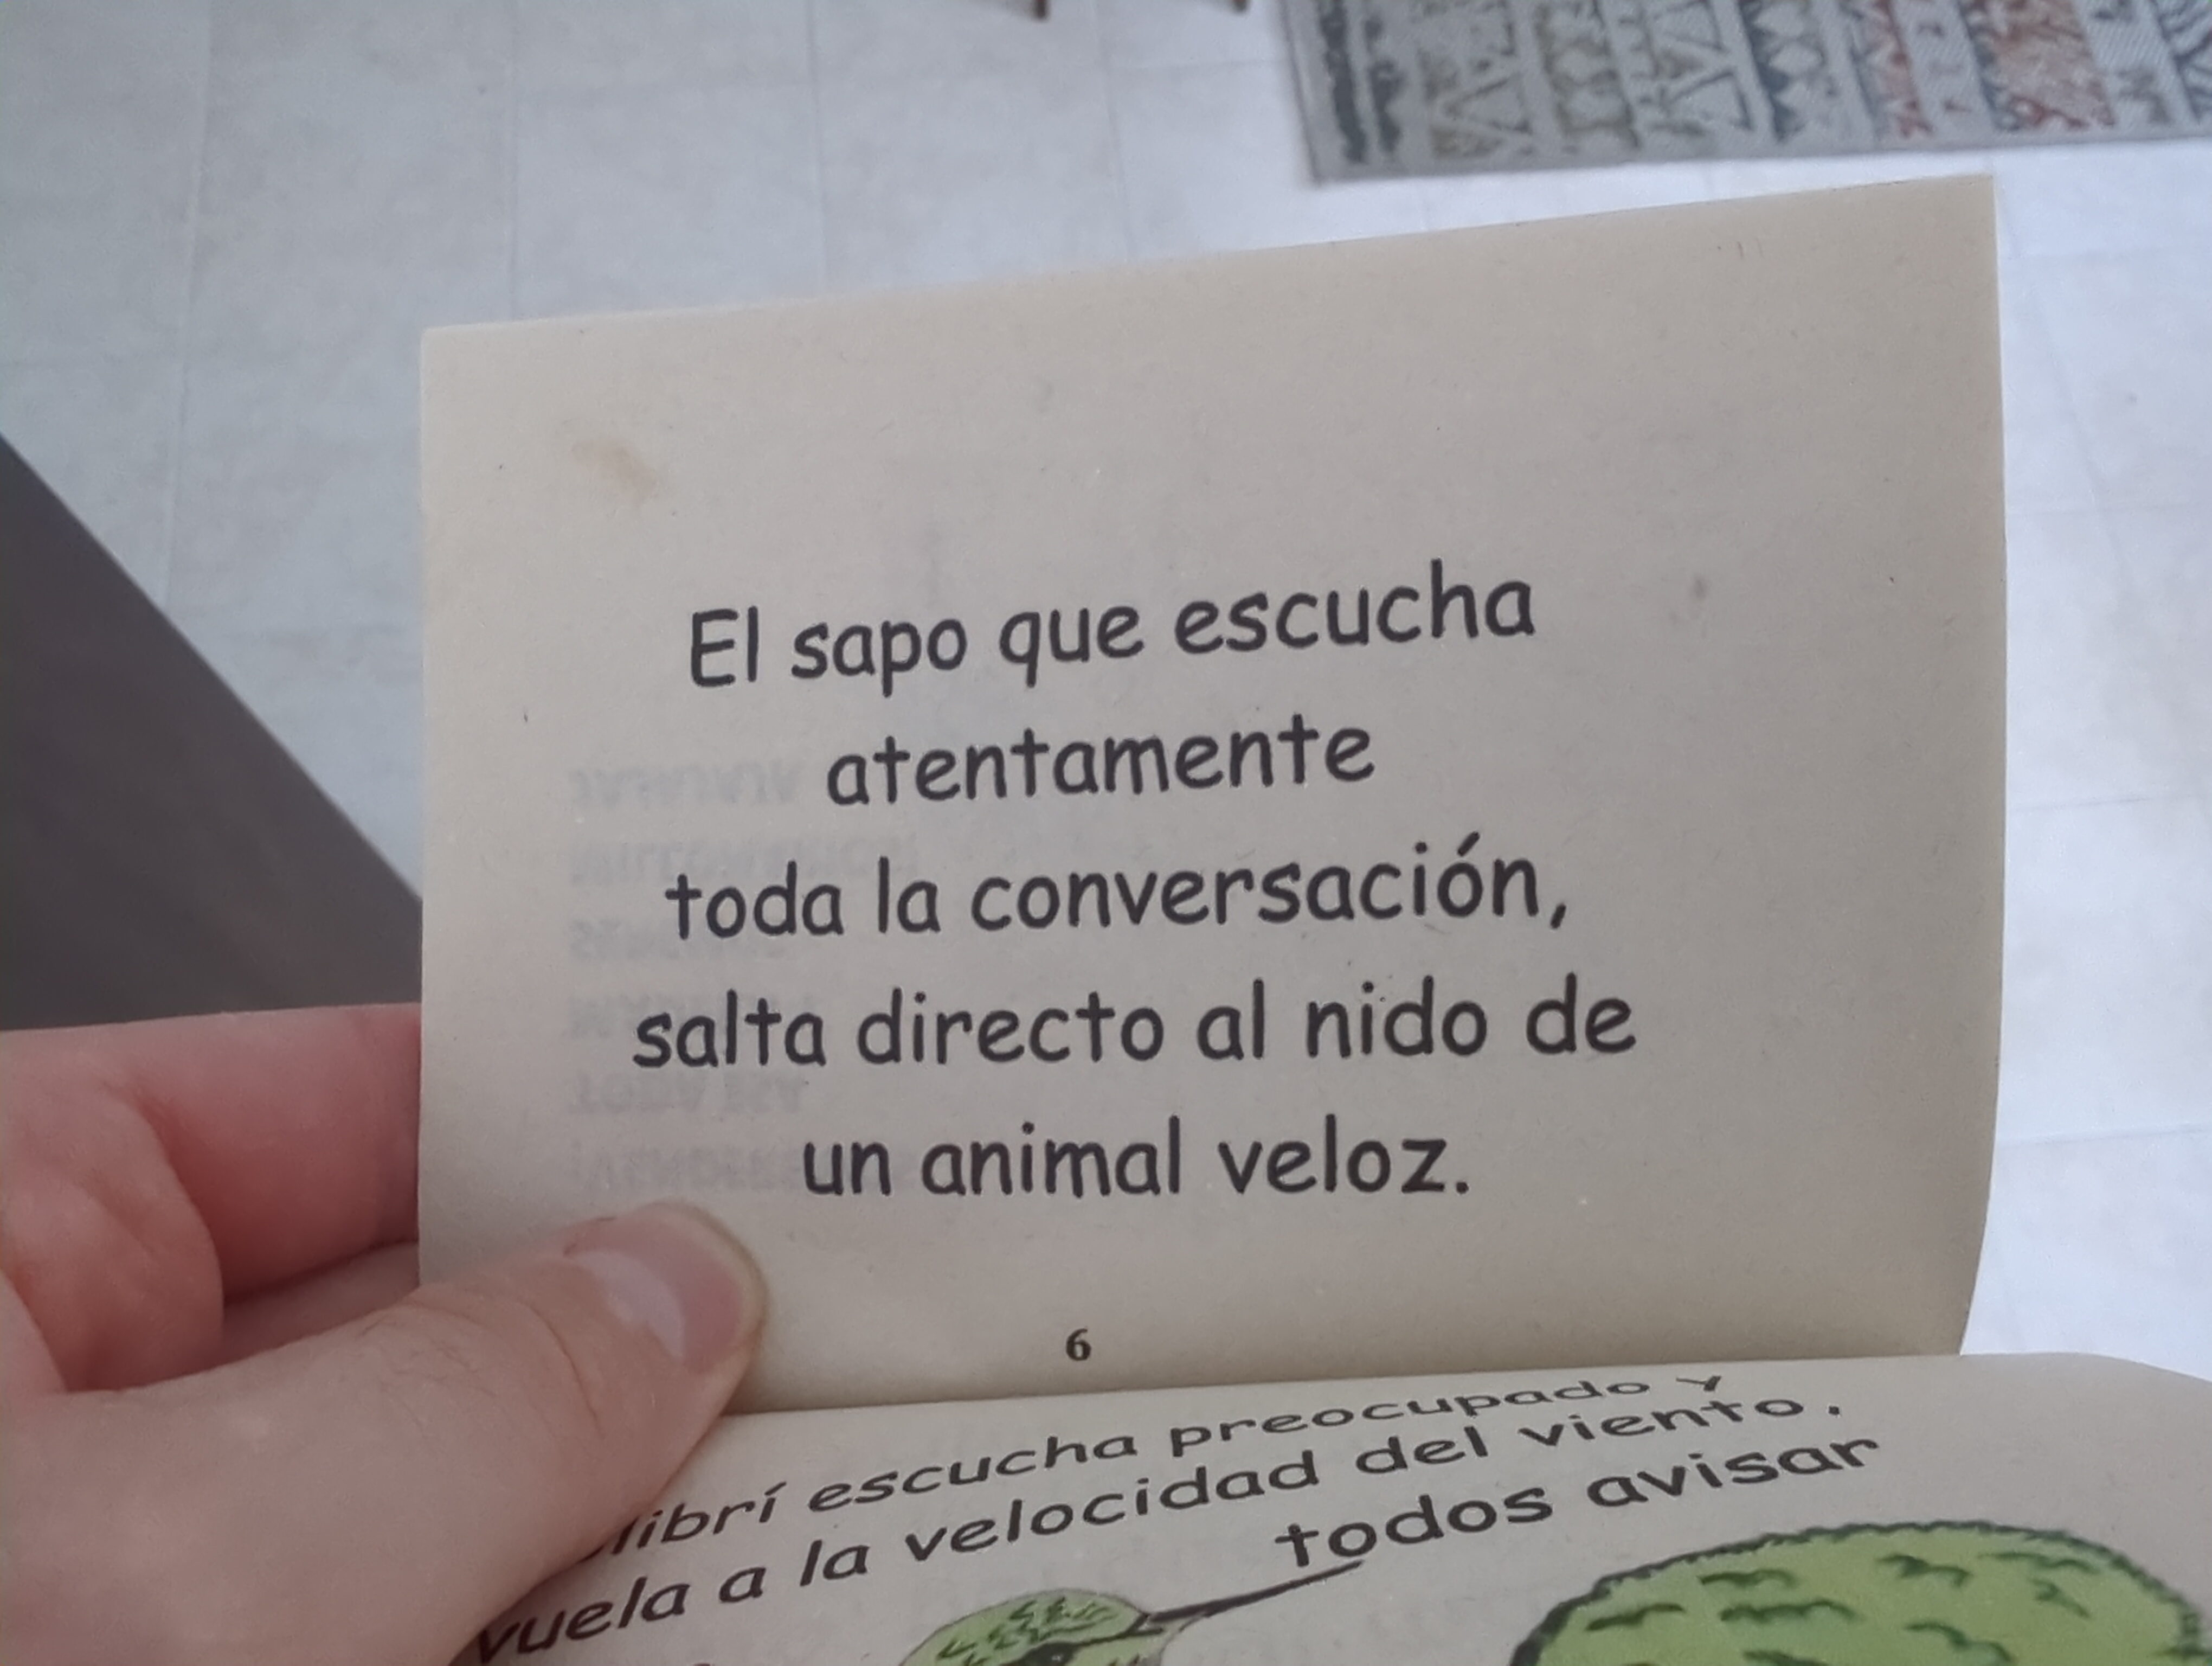 El sapo que escucha
atentamente
toda la conversación,
salta directo al nido de
un animal veloz.
6
escucha preocupado y
vuela a la velocidad del viento.
todos avisar